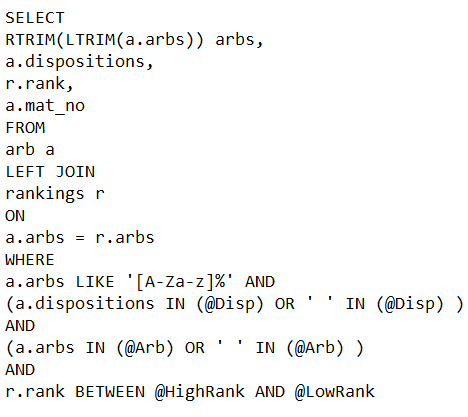 SELECT
RTRIM(LTRIM(a.arbs)) arbs,
a.dispositions,
r.rank,
a.mat_no
FROM
arb a
LEFT JOIN
rankings r
ON
a.arbs = r.arbs
WHERE
a.arbs LIKE '[A-Za-z]%' AND
(a.dispositions IN (@Disp) OR ' ' IN (@Disp) )
AND
(a.arbs IN (@Arb) OR ' ' IN (@Arb) )
AND
r.rank BETWEEN @HighRank AND @LowRank